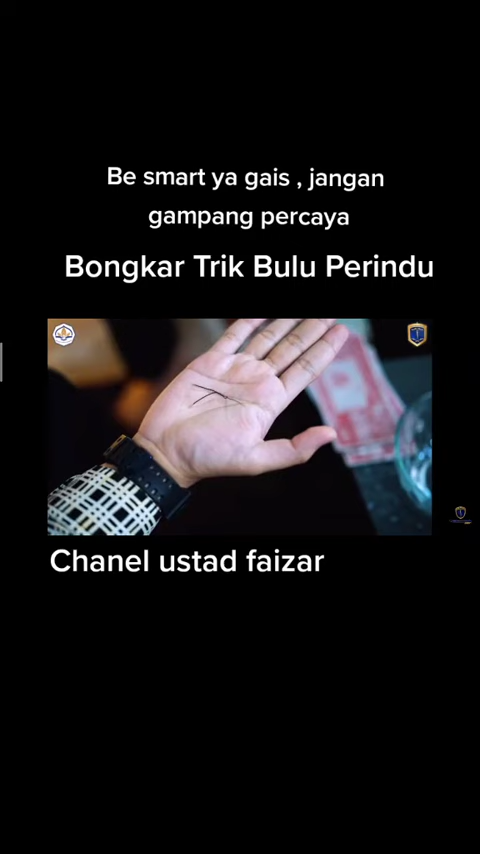 Be smart ya gais , jangan
gampang percaya
Bongkar Trik Bulu Perindu
Chanel ustad faizar